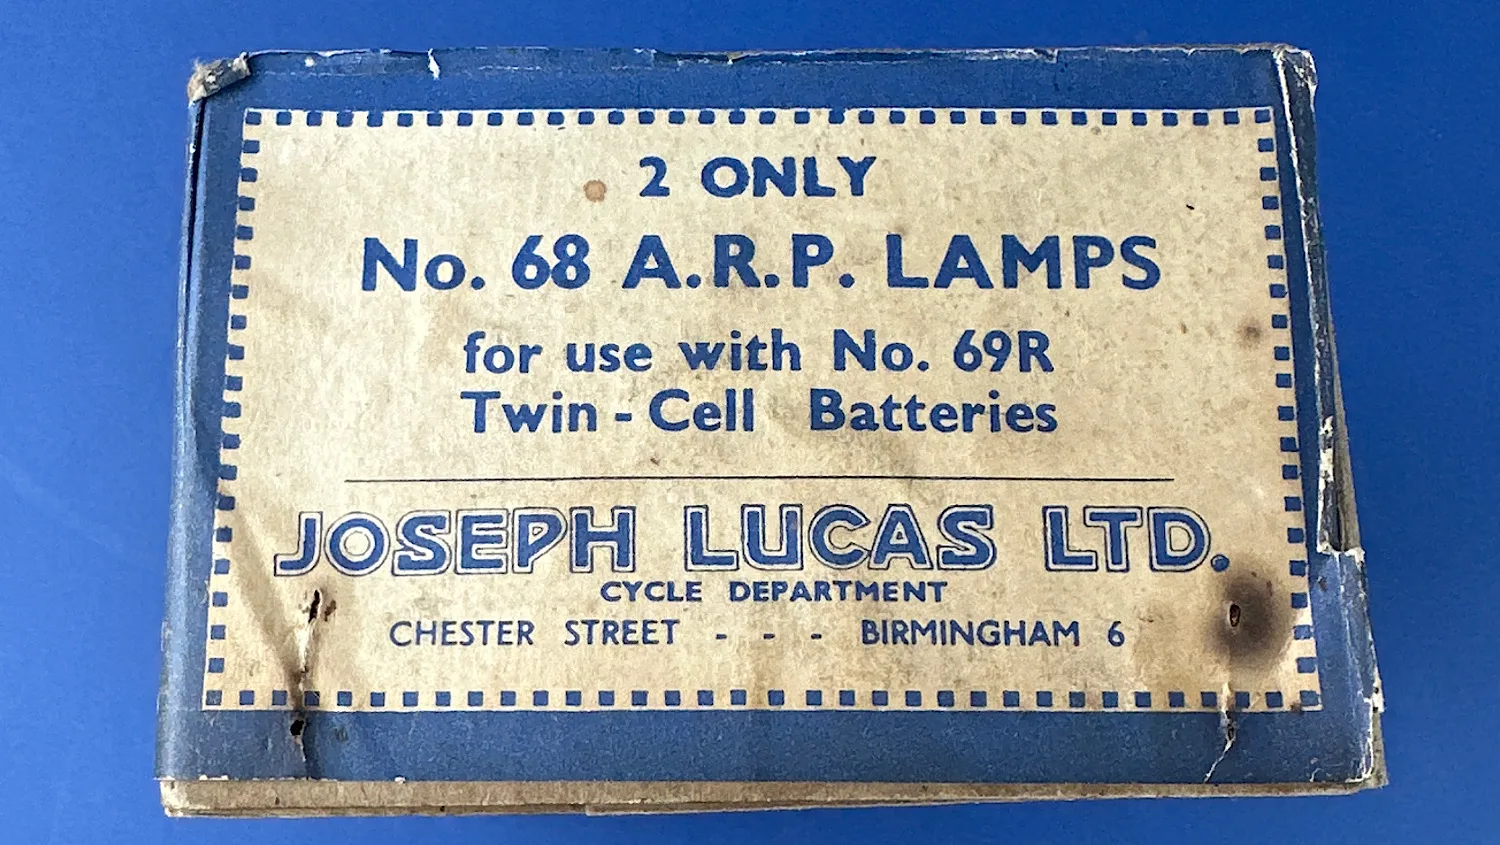 2 ONLY
No. 68 A.R.P. LAMPS
for use with No. 69R
Twin - Cell Batteries
JOSEPH LUCAS LTD.
CYCLE DEPARTMENT
CHESTER STREET - - - BIRMINGHAM 6